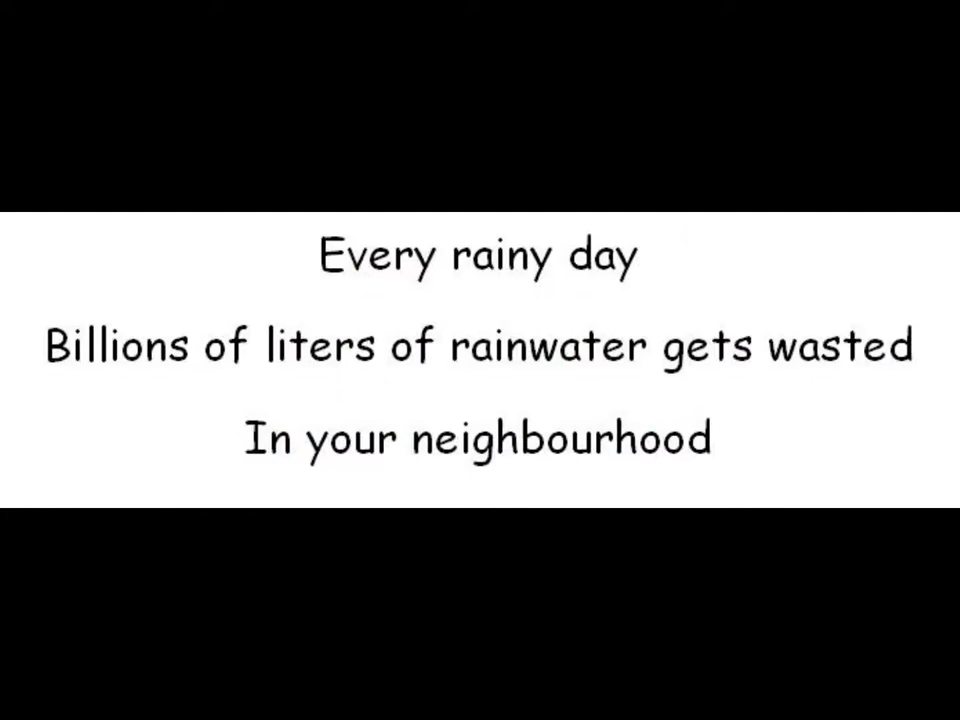 Every rainy day
Billions of liters of rainwater gets wasted
In your neighbourhood